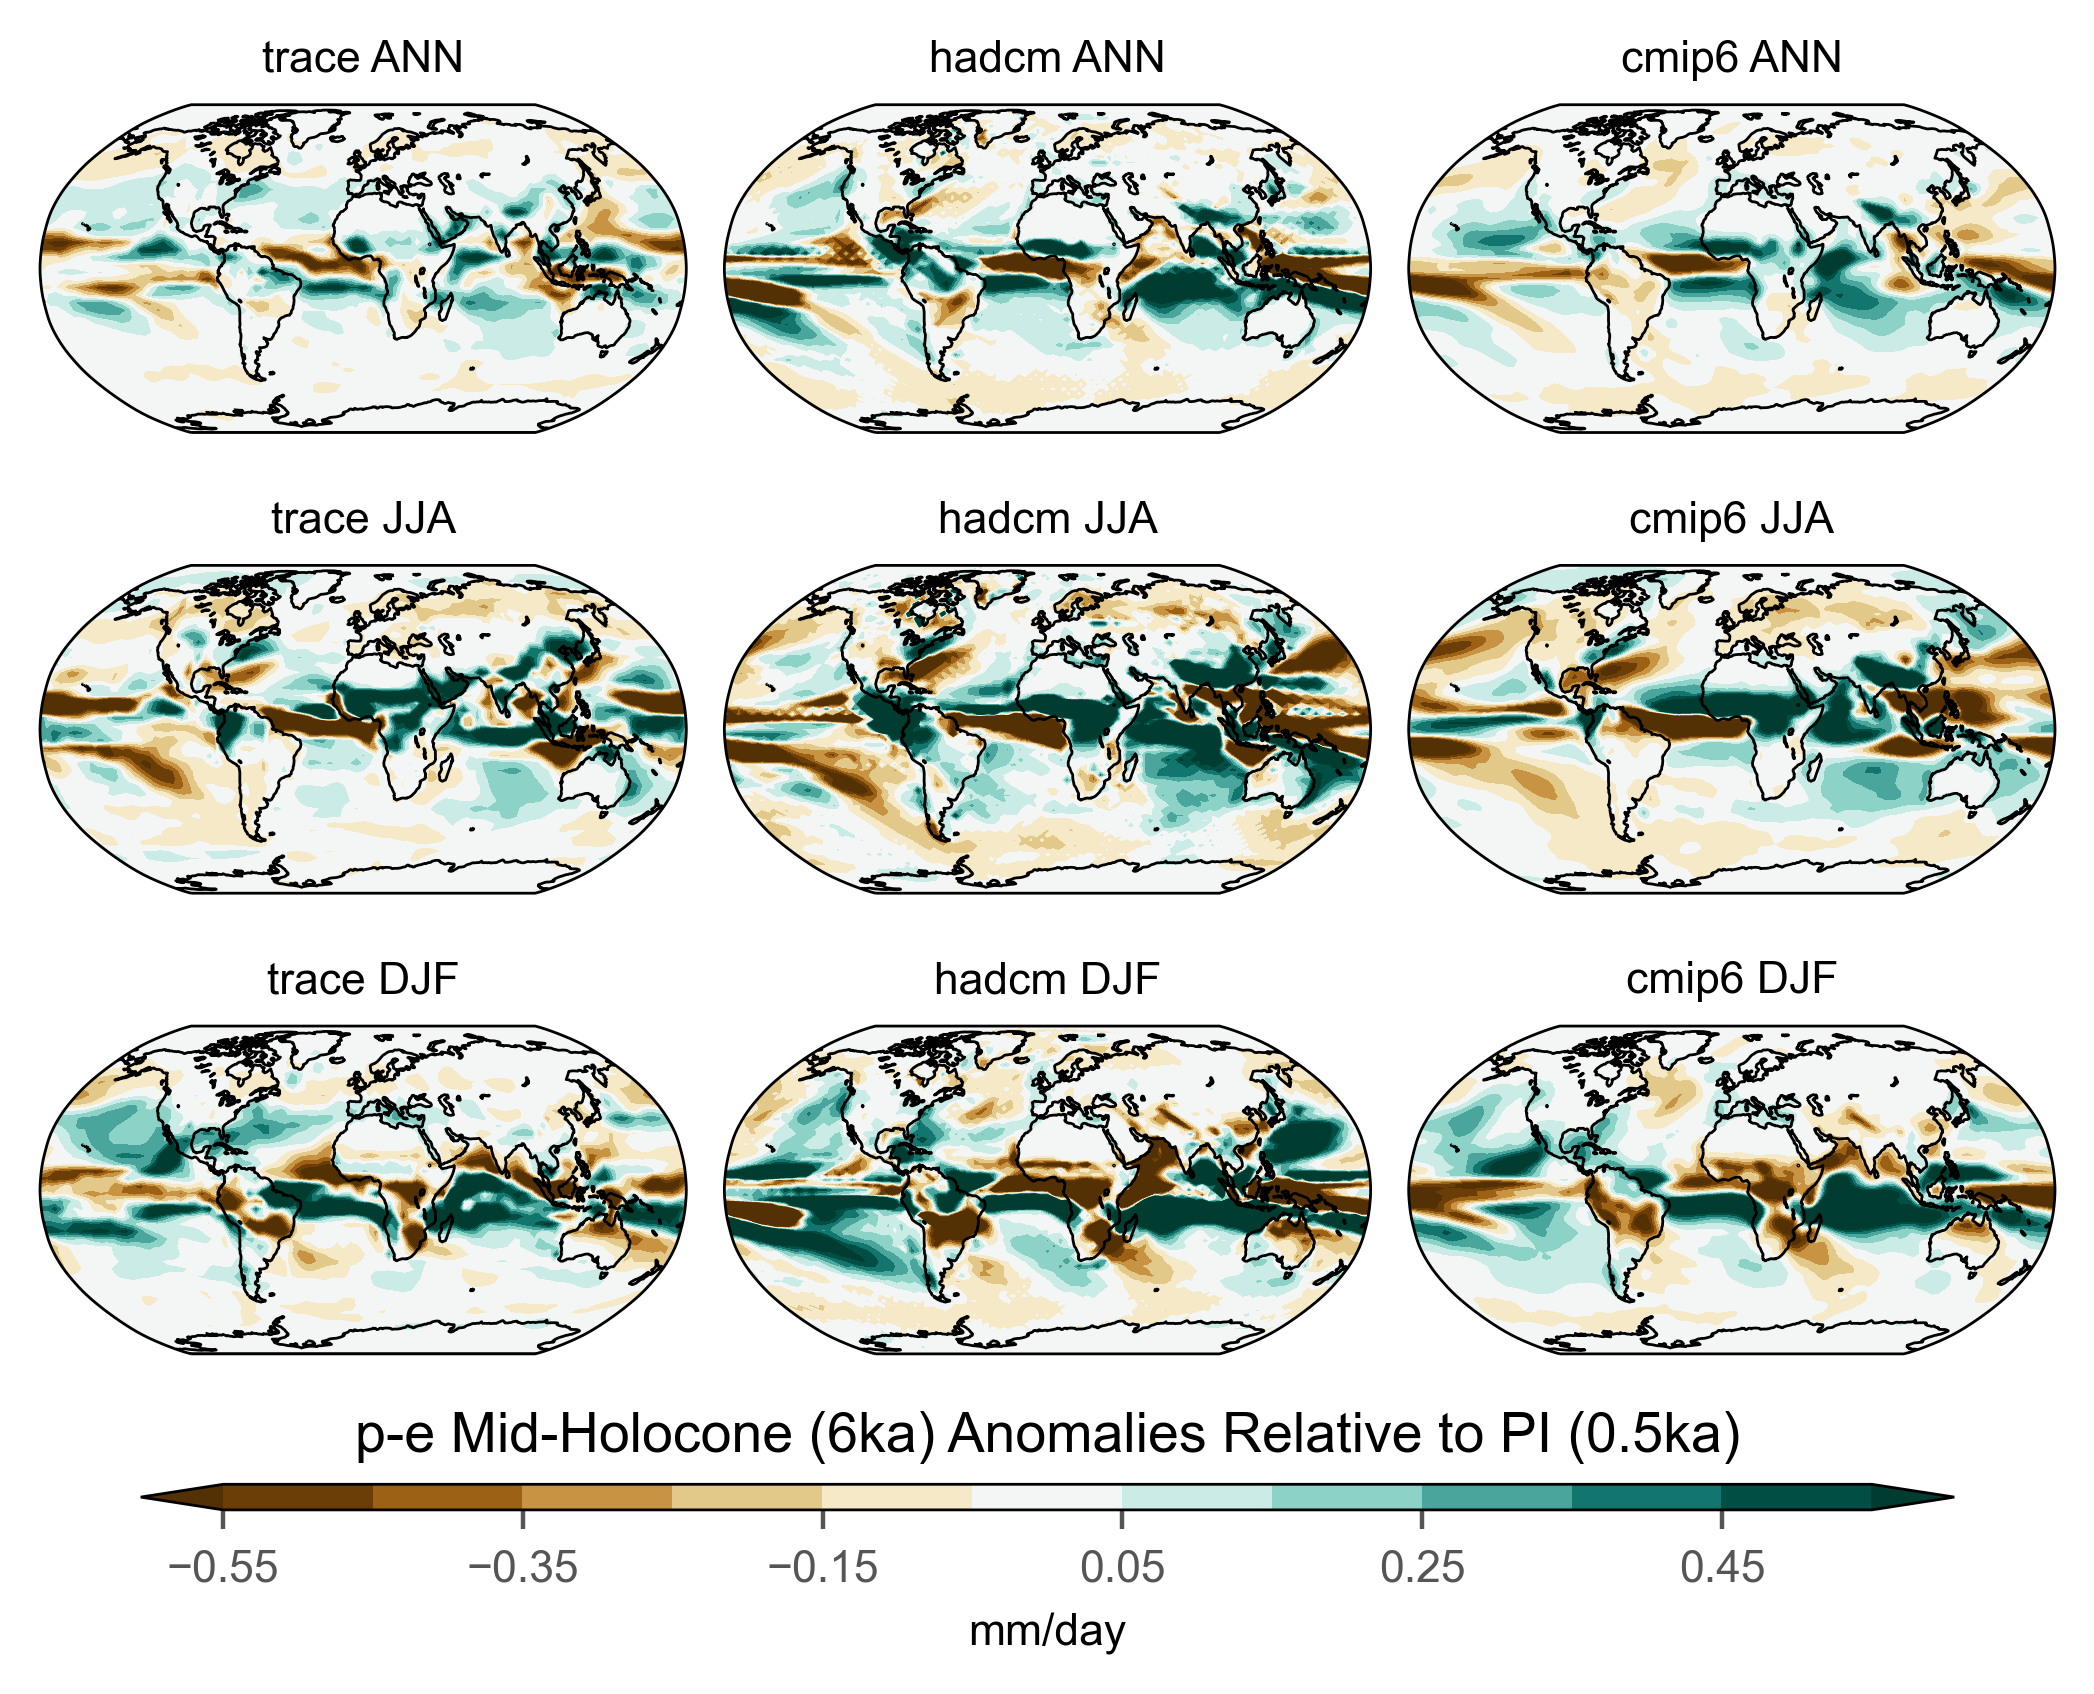 trace ANN
hadcm ANN
cmip6 ANN
trace JJA
hadcm JJA
cmip6 JJA
trace DJF
hadcm DJF
cmip6 DJF
p-e Mid-Holocone (6ka) Anomalies Relative to PI (0.5ka)
−0.55 −0.35 −0.15 0.05 0.25 0.45
mm/day